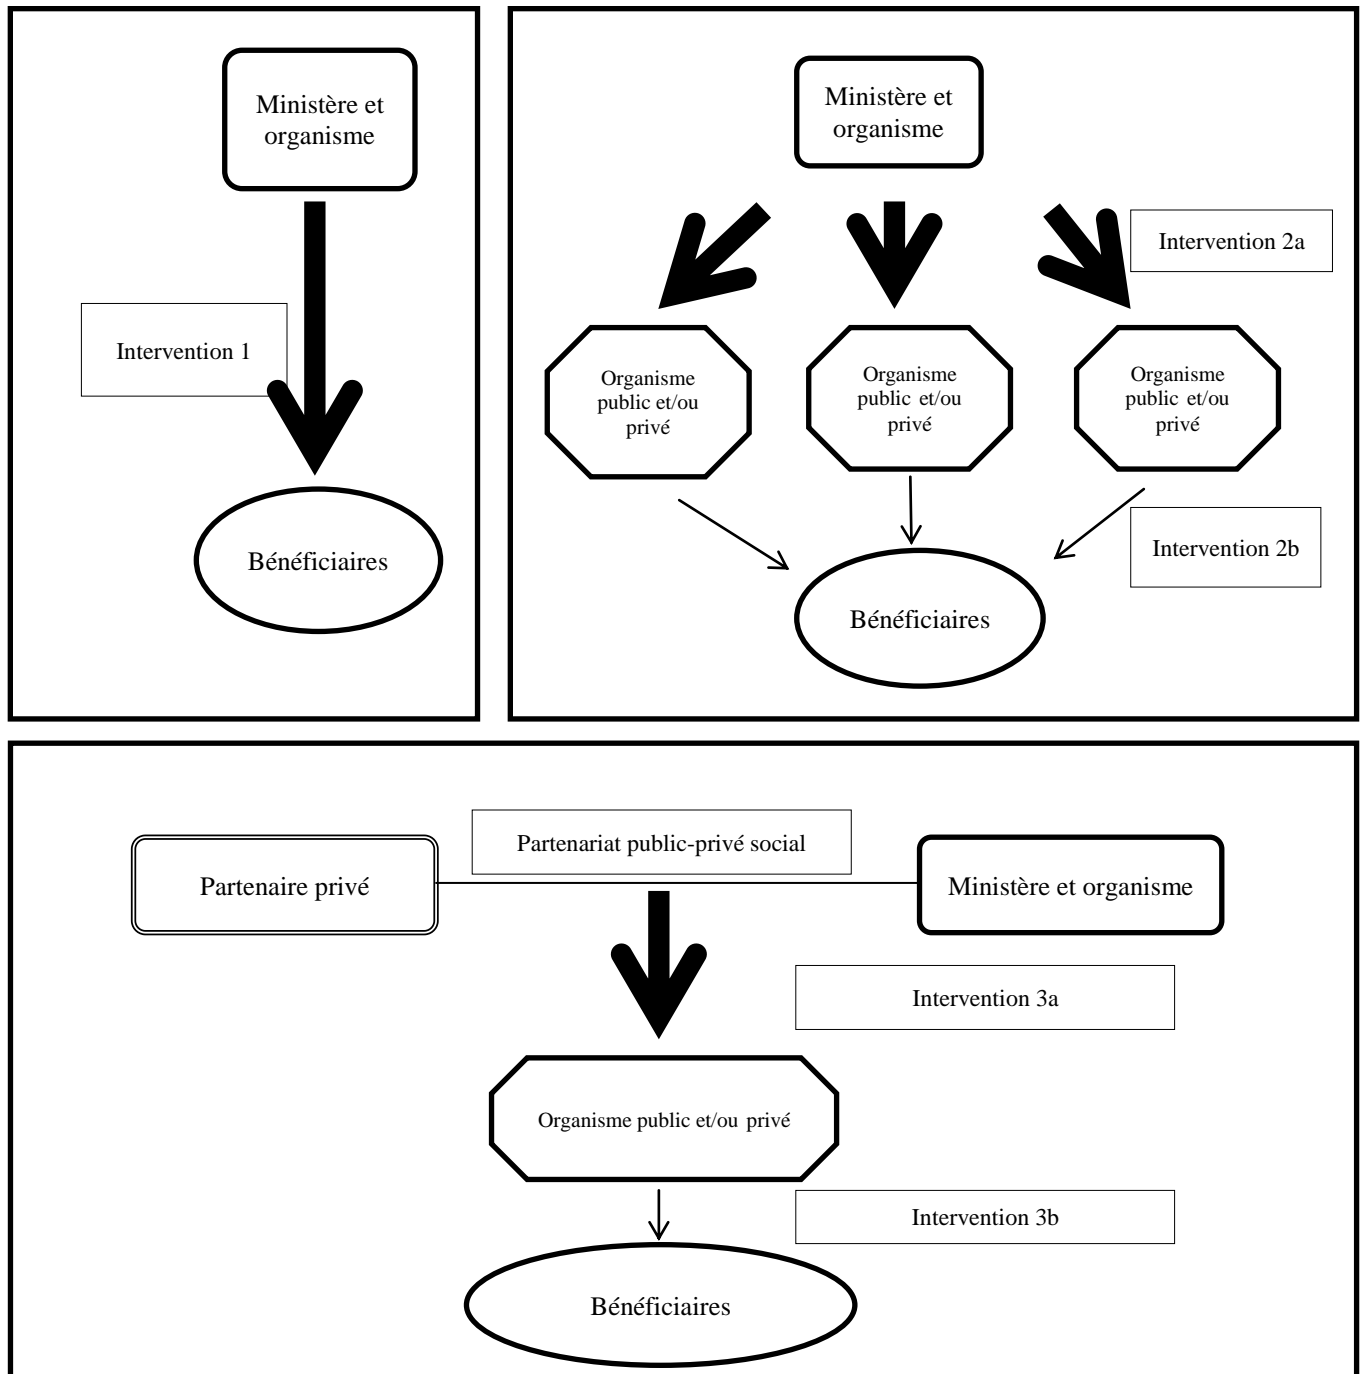 Ministère et
organisme
Intervention 1
Bénéficiaires
Ministère et
organisme
Intervention 2a
Organisme
public et/ou
privé
Organisme
public et/ou
privé
Organisme
public et/ou
privé
Intervention 2b
Bénéficiaires
Partenariat public-privé social
Partenaire privé
Ministère et organisme
Intervention 3a
Organisme public et/ou privé
Intervention 3b
Bénéficiaires